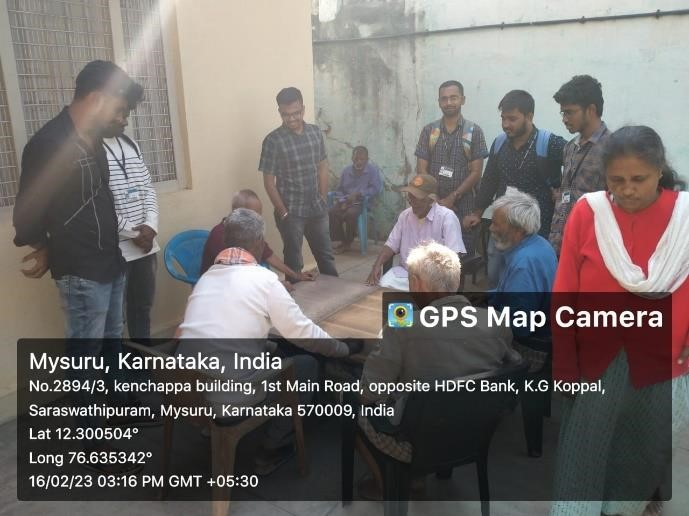 GPS Map Camera
Mysuru, Karnataka, India
No.2894/3, kenchappa building, 1st Main Road, opposite HDFC Bank, K.G Koppal,
Saraswathipuram, Mysuru, Karnataka 570009, India
Lat 12.300504°
Long 76.635342°
16/02/23 03:16 PM GMT +05:30